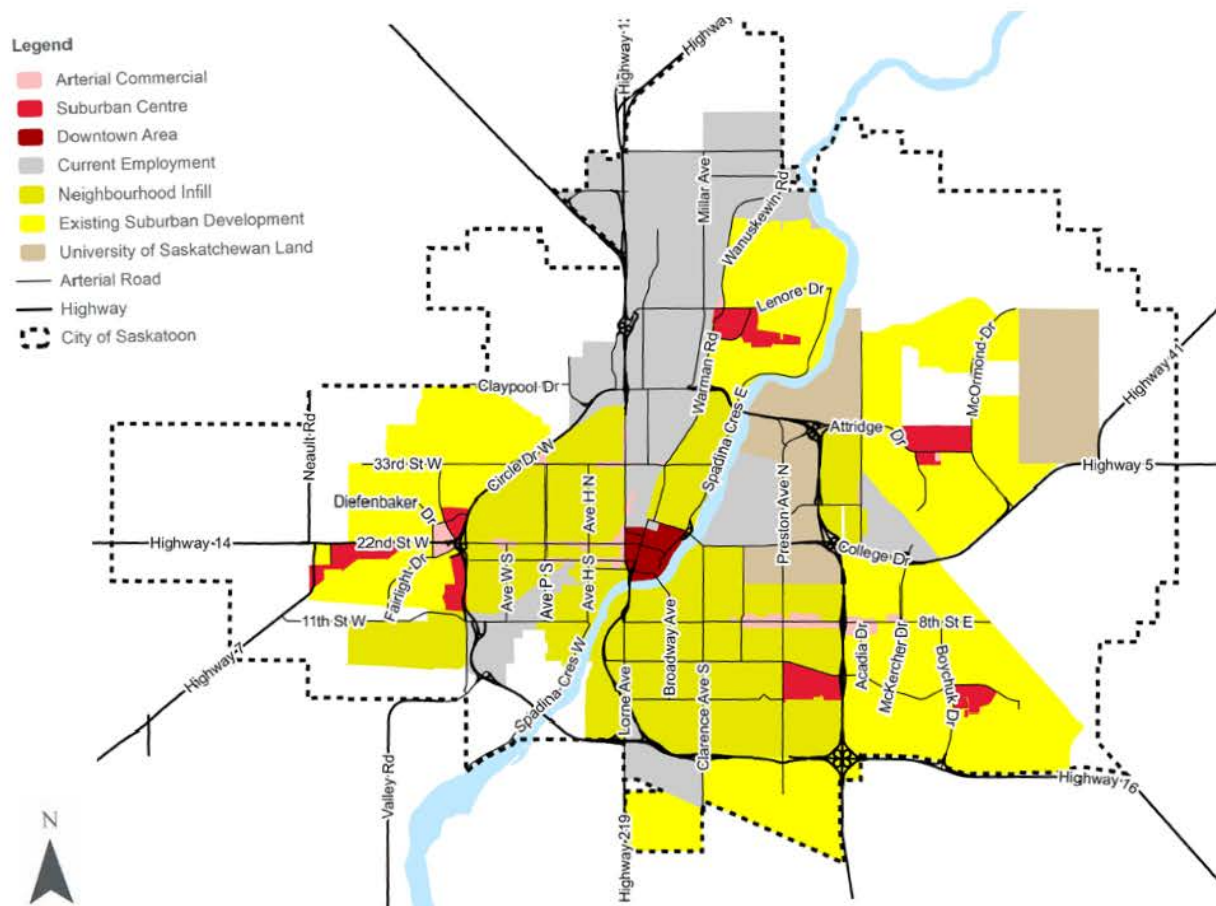 Legend
Arterial Commercial
Suburban Centre
Downtown Area
Current Employment
Neighbourhood Infill
Existing Suburban Development
University of Saskatchewan Land
Arterial Road
Highway
City of Saskatoon
Highway 1
Highway
Millar Ave
Wanuskewin Rd
Lenore Dr
Warman Rd
McOrmond Dr
Highway 41
Claypool Dr
Spadina Cres E
Attridge Dr
Neault Rd
Circle Dr W
33rd St W
Highway 5
Ave H N
Preston Ave N
Diefenbaker Dr
Highway 14
22nd St W
College Dr
Fairlight Dr
Ave W S
Ave P S
Ave H S
11th St W
Broadway Ave
8th St E
Acadia Dr
McKercher Dr
Boychuk Dr
Highway 7
Spadina Cres W
Lorne Ave
Clarence Ave S
Valley Rd
Highway 16
Highway 219
N